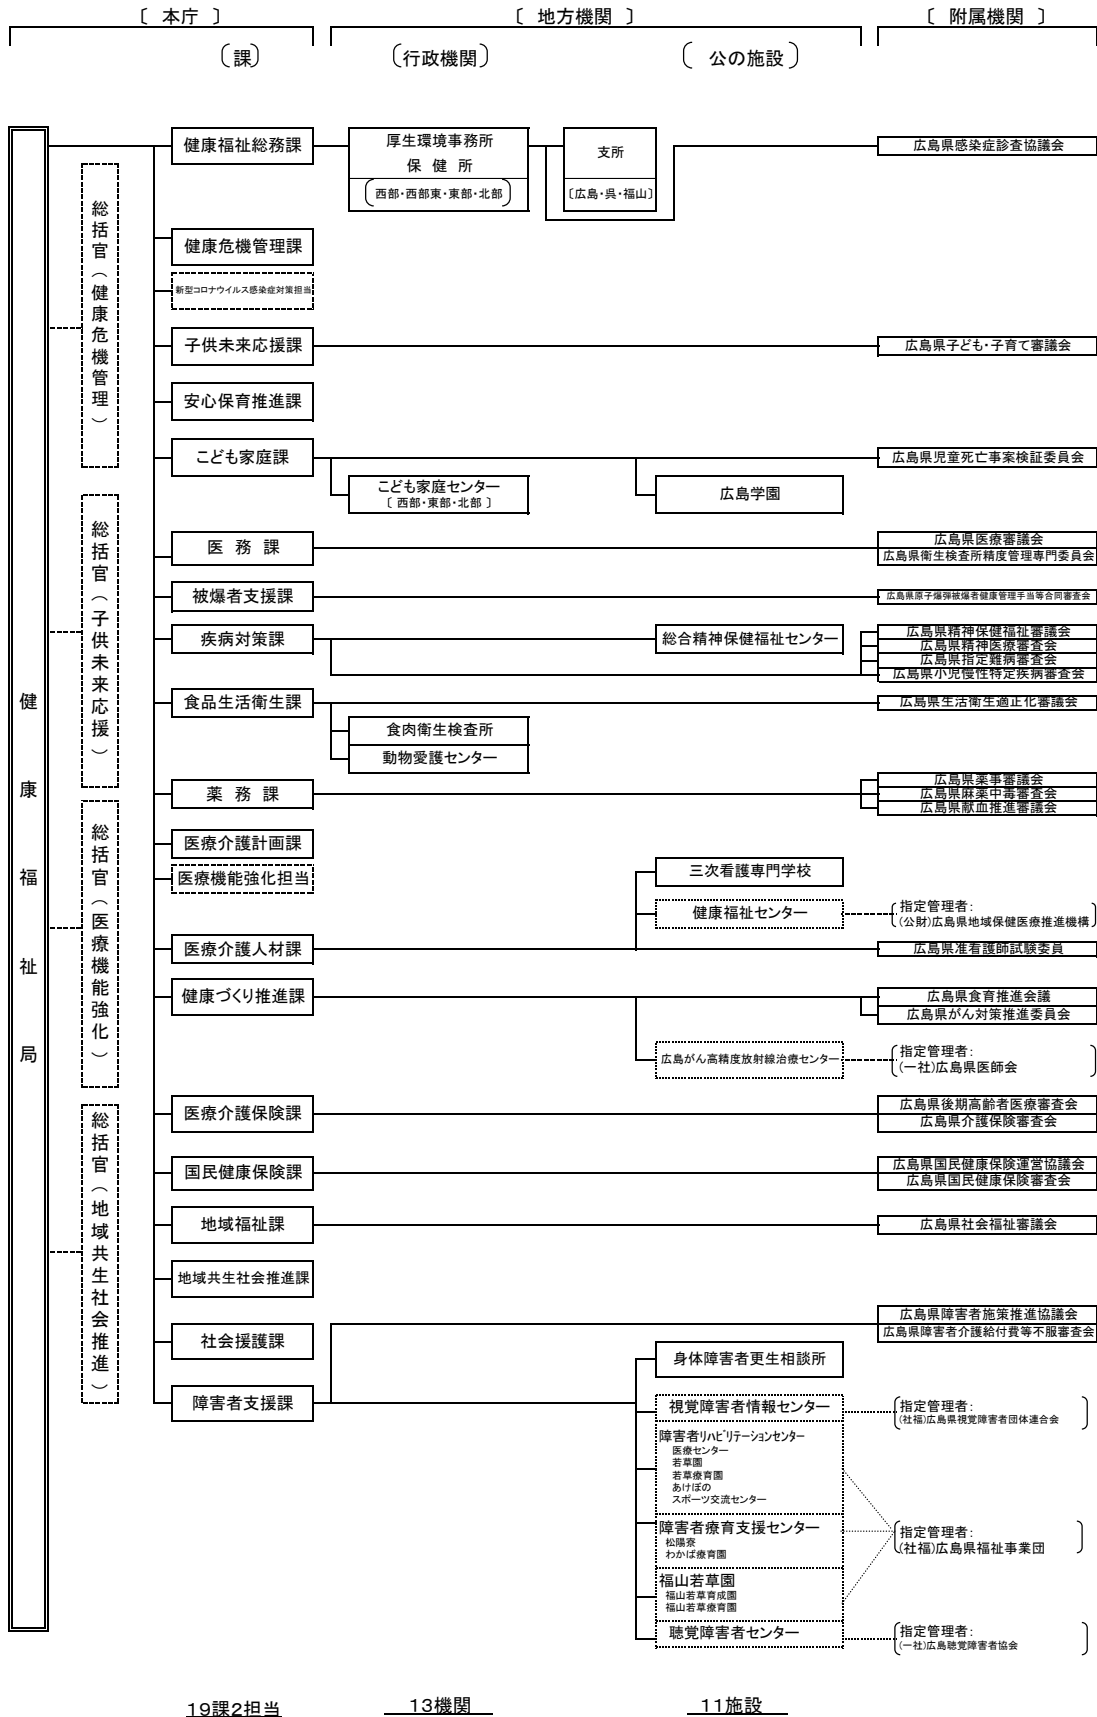 〔 本庁 〕
〔 地方機関 〕
〔 附属機関 〕
〔課〕
〔行政機関〕
〔 公の施設 〕
健康福祉局
総括官(健康危機管理)
総括官(子供未来応援)
総括官(医療機能強化)
総括官(地域共生社会推進)
健康福祉総務課
厚生環境事務所
保 健 所
〔西部・西部東・東部・北部〕
支所
〔広島・呉・福山〕
広島県感染症診査協議会
健康危機管理課
新型コロナウイルス感染症対策担当
子供未来応援課
広島県子ども・子育て審議会
安心保育推進課
こども家庭課
広島県児童死亡事案検証委員会
こども家庭センター
〔 西部・東部・北部 〕
広島学園
医 務 課
広島県医療審議会
広島県衛生検査所精度管理専門委員会
被爆者支援課
広島県原子爆弾被爆者健康管理手当等合同審査会
疾病対策課
総合精神保健福祉センター
広島県精神保健福祉審議会
広島県精神医療審査会
広島県指定難病審査会
広島県小児慢性特定疾病審査会
食品生活衛生課
広島県生活衛生適正化審議会
食肉衛生検査所
動物愛護センター
薬 務 課
広島県薬事審議会
広島県麻薬中毒審査会
広島県献血推進審議会
医療介護計画課
医療機能強化担当
三次看護専門学校
健康福祉センター
指定管理者:
(公財)広島県地域保健医療推進機構
医療介護人材課
広島県准看護師試験委員
健康づくり推進課
広島県食育推進会議
広島県がん対策推進委員会
広島がん高精度放射線治療センター
指定管理者:
(一社)広島県医師会
医療介護保険課
広島県後期高齢者医療審査会
広島県介護保険審査会
国民健康保険課
広島県国民健康保険運営協議会
広島県国民健康保険審査会
地域福祉課
広島県社会福祉審議会
地域共生社会推進課
社会援護課
広島県障害者施策推進協議会
広島県障害者介護給付費等不服審査会
身体障害者更生相談所
障害者支援課
視覚障害者情報センター
指定管理者:
(社福)広島県視覚障害者団体連合会
障害者リハビリテーションセンター
医療センター
若草園
若草療育園
あけぼの
スポーツ交流センター
障害者療育支援センター
松陽寮
わかば療育園
指定管理者:
(社福)広島県福祉事業団
福山若草園
福山若草育成園
福山若草療育園
聴覚障害者センター
指定管理者:
(一社)広島聴覚障害者協会
19課2担当
13機関
11施設